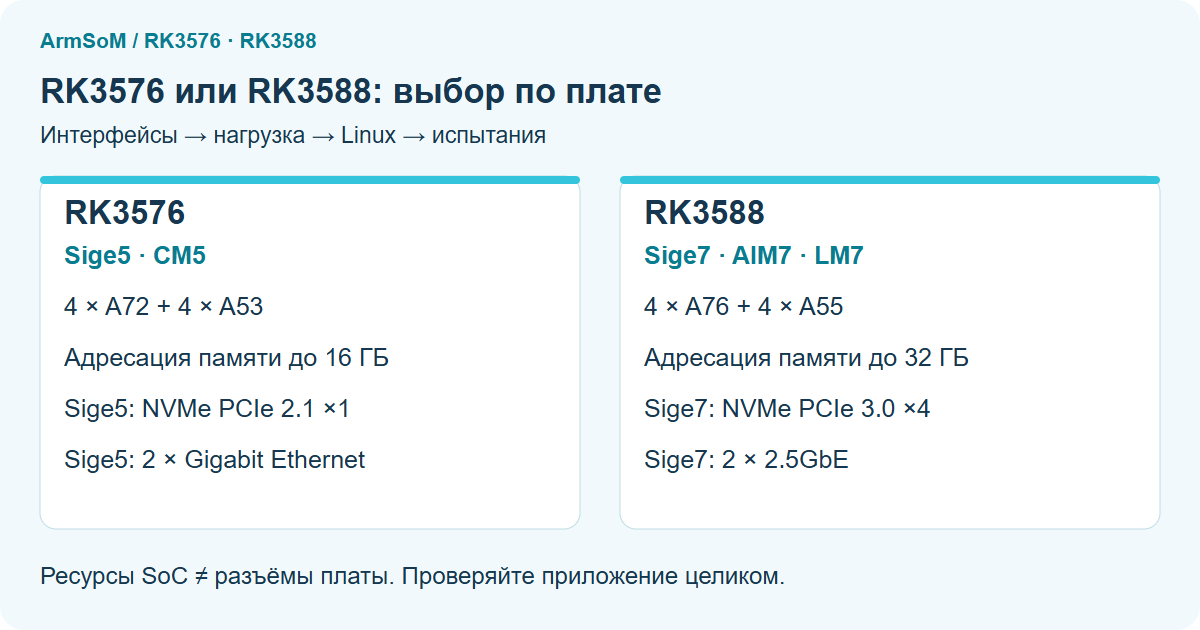 ArmSoM / RK3576 · RK3588
RK3576 или RK3588: выбор по плате
Интерфейсы → нагрузка → Linux → испытания
RK3576
Sige5 · CM5
4 × A72 + 4 × A53
Адресация памяти до 16 ГБ
Sige5: NVMe PCIe 2.1 ×1
Sige5: 2 × Gigabit Ethernet
RK3588
Sige7 · AIM7 · LM7
4 × A76 + 4 × A55
Адресация памяти до 32 ГБ
Sige7: NVMe PCIe 3.0 ×4
Sige7: 2 × 2.5GbE
Ресурсы SoC ≠ разъёмы платы. Проверяйте приложение целиком.